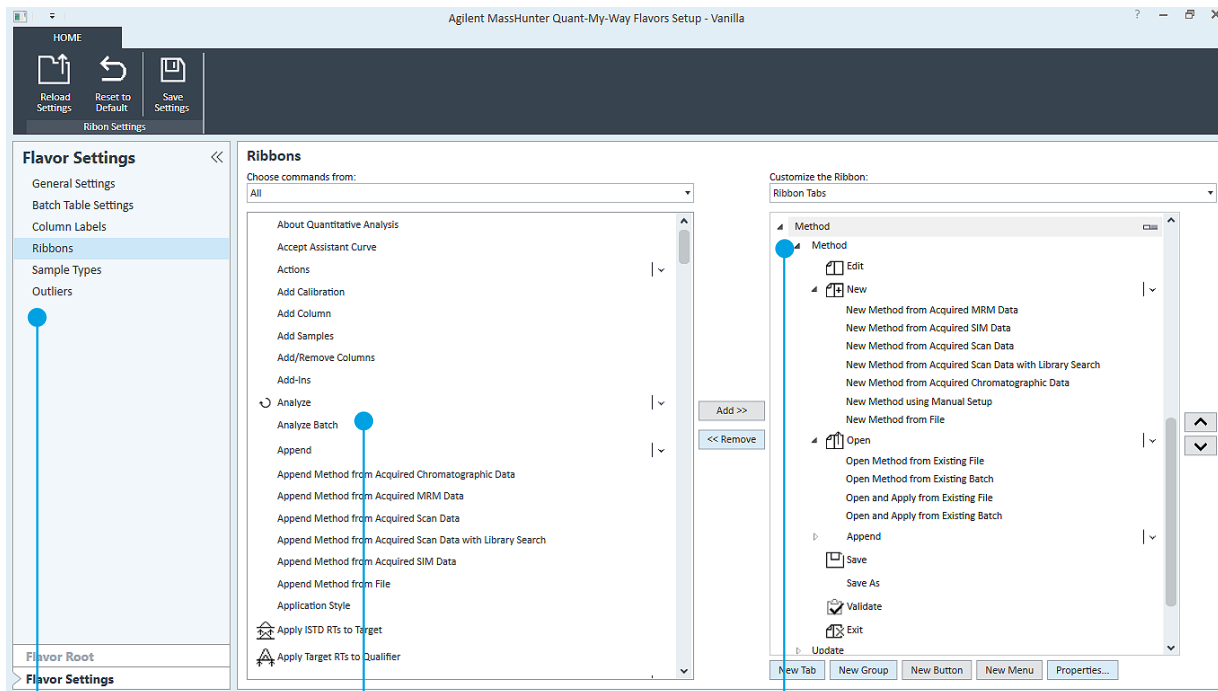 Agilent MassHunter Quant-My-Way Flavors Setup - Vanilla
?
HOME
Reload Settings
Reset to Default
Save Settings
Ribon Settings
Flavor Settings
General Settings
Batch Table Settings
Column Labels
Ribbons
Sample Types
Outliers
Flavor Root
Flavor Settings
Ribbons
Choose commands from:
All
About Quantitative Analysis
Accept Assistant Curve
Actions
Add Calibration
Add Column
Add Samples
Add/Remove Columns
Add-Ins
Analyze
Analyze Batch
Append
Append Method from Acquired Chromatographic Data
Append Method from Acquired MRM Data
Append Method from Acquired Scan Data
Append Method from Acquired Scan Data with Library Search
Append Method from Acquired SIM Data
Append Method from File
Application Style
Apply ISTD RTs to Target
Apply Target RTs to Qualifier
Add >>
<< Remove
Customize the Ribbon:
Ribbon Tabs
Method
Method
Edit
New
New Method from Acquired MRM Data
New Method from Acquired SIM Data
New Method from Acquired Scan Data
New Method from Acquired Scan Data with Library Search
New Method from Acquired Chromatographic Data
New Method using Manual Setup
New Method from File
Open
Open Method from Existing File
Open Method from Existing Batch
Open and Apply from Existing File
Open and Apply from Existing Batch
Append
Save
Save As
Validate
Exit
Update
New Tab
New Group
New Button
New Menu
Properties...